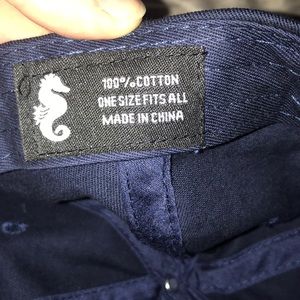 100%COTTON
ONE SIZE FITS ALL
MADE IN CHINA